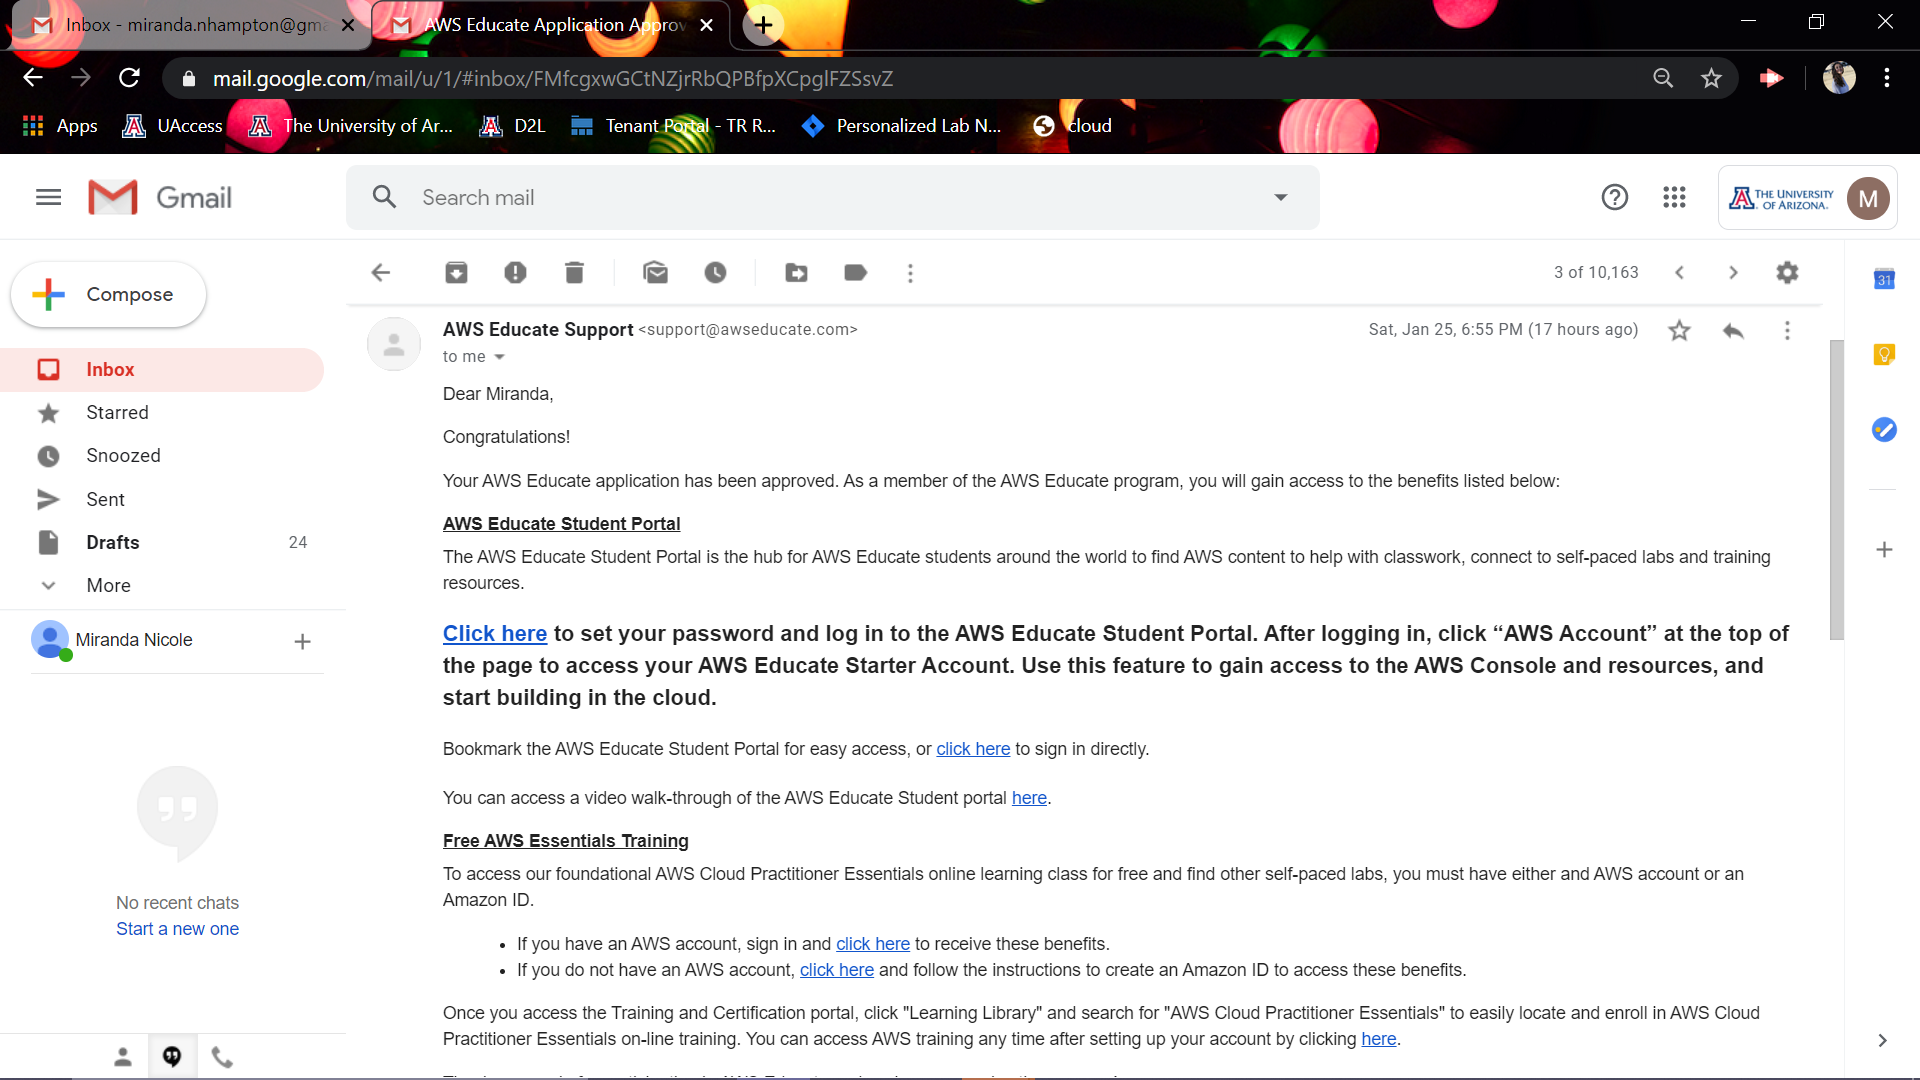 Inbox - miranda.nhampton@gma
AWS Educate Application Approv
mail.google.com/mail/u/1/#inbox/FMfcgxwGCtNZjrRbQPBfpXCpglFZSsvZ
Apps
UAccess
The University of Ar...
D2L
Tenant Portal - TR R...
Personalized Lab N...
cloud
Gmail
Search mail
THE UNIVERSITY
OF ARIZONA
M
Compose
3 of 10,163
31
Inbox
Starred
Snoozed
Sent
Drafts 24
More
Miranda Nicole
No recent chats
Start a new one
AWS Educate Support <support@awseducate.com>
Sat, Jan 25, 6:55 PM (17 hours ago)
to me
Dear Miranda,
Congratulations!
Your AWS Educate application has been approved. As a member of the AWS Educate program, you will gain access to the benefits listed below:
AWS Educate Student Portal
The AWS Educate Student Portal is the hub for AWS Educate students around the world to find AWS content to help with classwork, connect to self-paced labs and training
resources.
Click here to set your password and log in to the AWS Educate Student Portal. After logging in, click “AWS Account” at the top of
the page to access your AWS Educate Starter Account. Use this feature to gain access to the AWS Console and resources, and
start building in the cloud.
Bookmark the AWS Educate Student Portal for easy access, or click here to sign in directly.
You can access a video walk-through of the AWS Educate Student portal here.
Free AWS Essentials Training
To access our foundational AWS Cloud Practitioner Essentials online learning class for free and find other self-paced labs, you must have either and AWS account or an
Amazon ID.
• If you have an AWS account, sign in and click here to receive these benefits.
• If you do not have an AWS account, click here and follow the instructions to create an Amazon ID to access these benefits.
Once you access the Training and Certification portal, click "Learning Library" and search for "AWS Cloud Practitioner Essentials" to easily locate and enroll in AWS Cloud
Practitioner Essentials on-line training. You can access AWS training any time after setting up your account by clicking here.